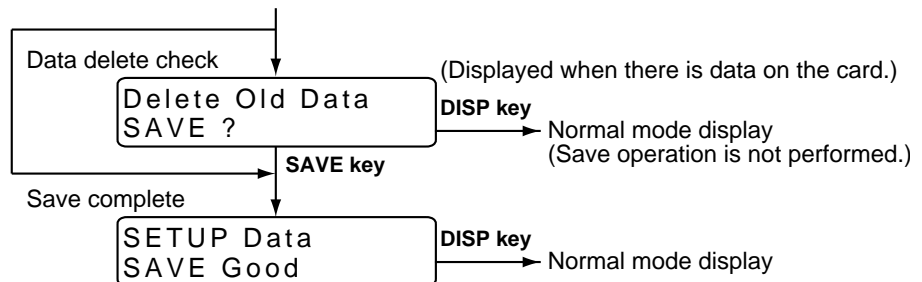 Data delete check
(Displayed when there is data on the card.)
Delete Old Data
SAVE ?
DISP key
Normal mode display
(Save operation is not performed.)
SAVE key
Save complete
SETUP Data
SAVE Good
DISP key
Normal mode display